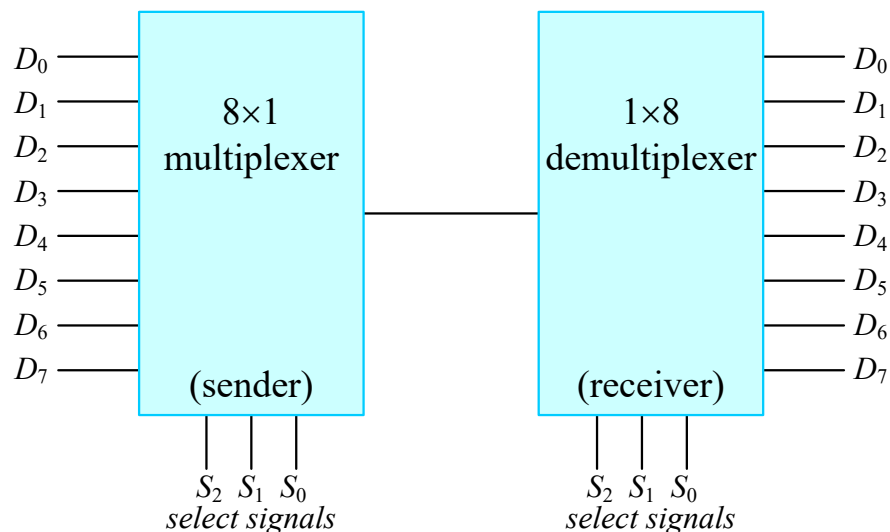 D₀
D₁
D₂
D₃
D₄
D₅
D₆
D₇
8×1
multiplexer
(sender)
S₂ S₁ S₀
select signals
1×8
demultiplexer
(receiver)
S₂ S₁ S₀
select signals
D₀
D₁
D₂
D₃
D₄
D₅
D₆
D₇